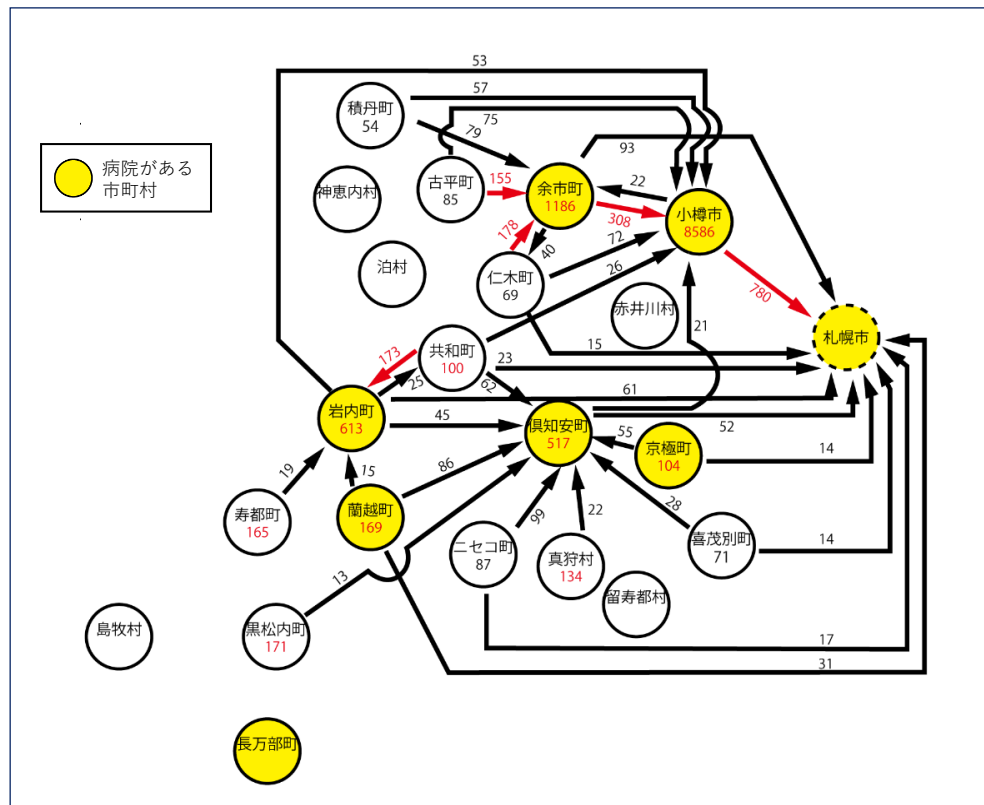 53
57
積丹町
54
79
75
93
病院がある
市町村
古平町
85
155
余市町
1186
22
神恵内村
308
小樽市
8586
178
40
72
泊村
仁木町
69
26
780
赤井川村
21
札幌市
共和町
100
173
15
23
25
62
61
岩内町
613
45
倶知安町
517
52
55
京極町
104
14
19
15
86
蘭越町
169
寿都町
165
99
22
28
ニセコ町
87
真狩村
134
喜茂別町
71
14
13
留寿都村
島牧村
黒松内町
171
17
31
長万部町